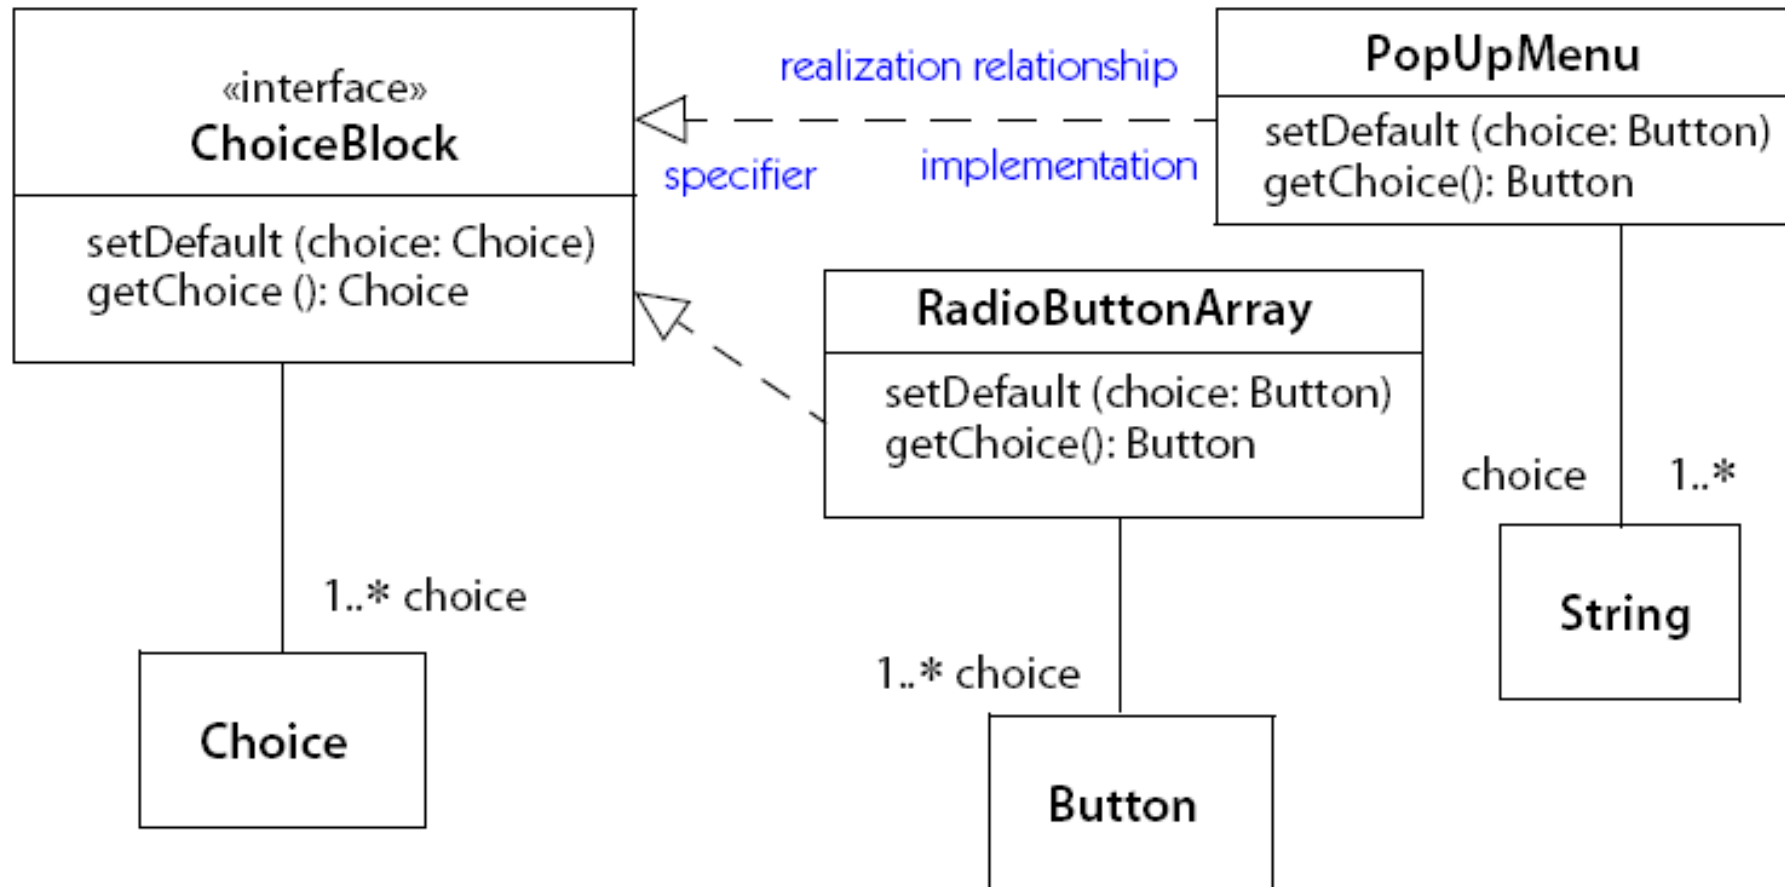 «interface»
ChoiceBlock
setDefault (choice: Choice)
getChoice (): Choice
realization relationship
specifier
implementation
PopUpMenu
setDefault (choice: Button)
getChoice(): Button
RadioButtonArray
setDefault (choice: Button)
getChoice(): Button
choice 1..*
String
1..* choice
Choice
1..* choice
Button